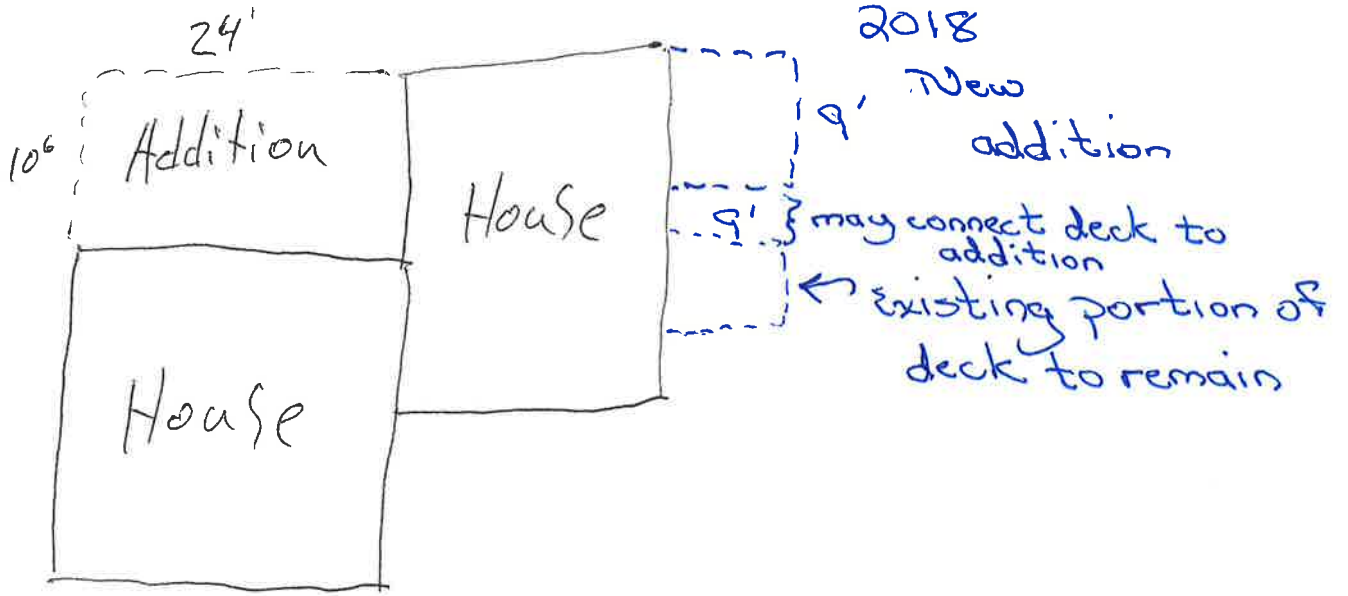 24'
10⁶
Addition
House
House
2018
New
addition
9'
9' } may connect deck to
addition
← Existing portion of
deck to remain